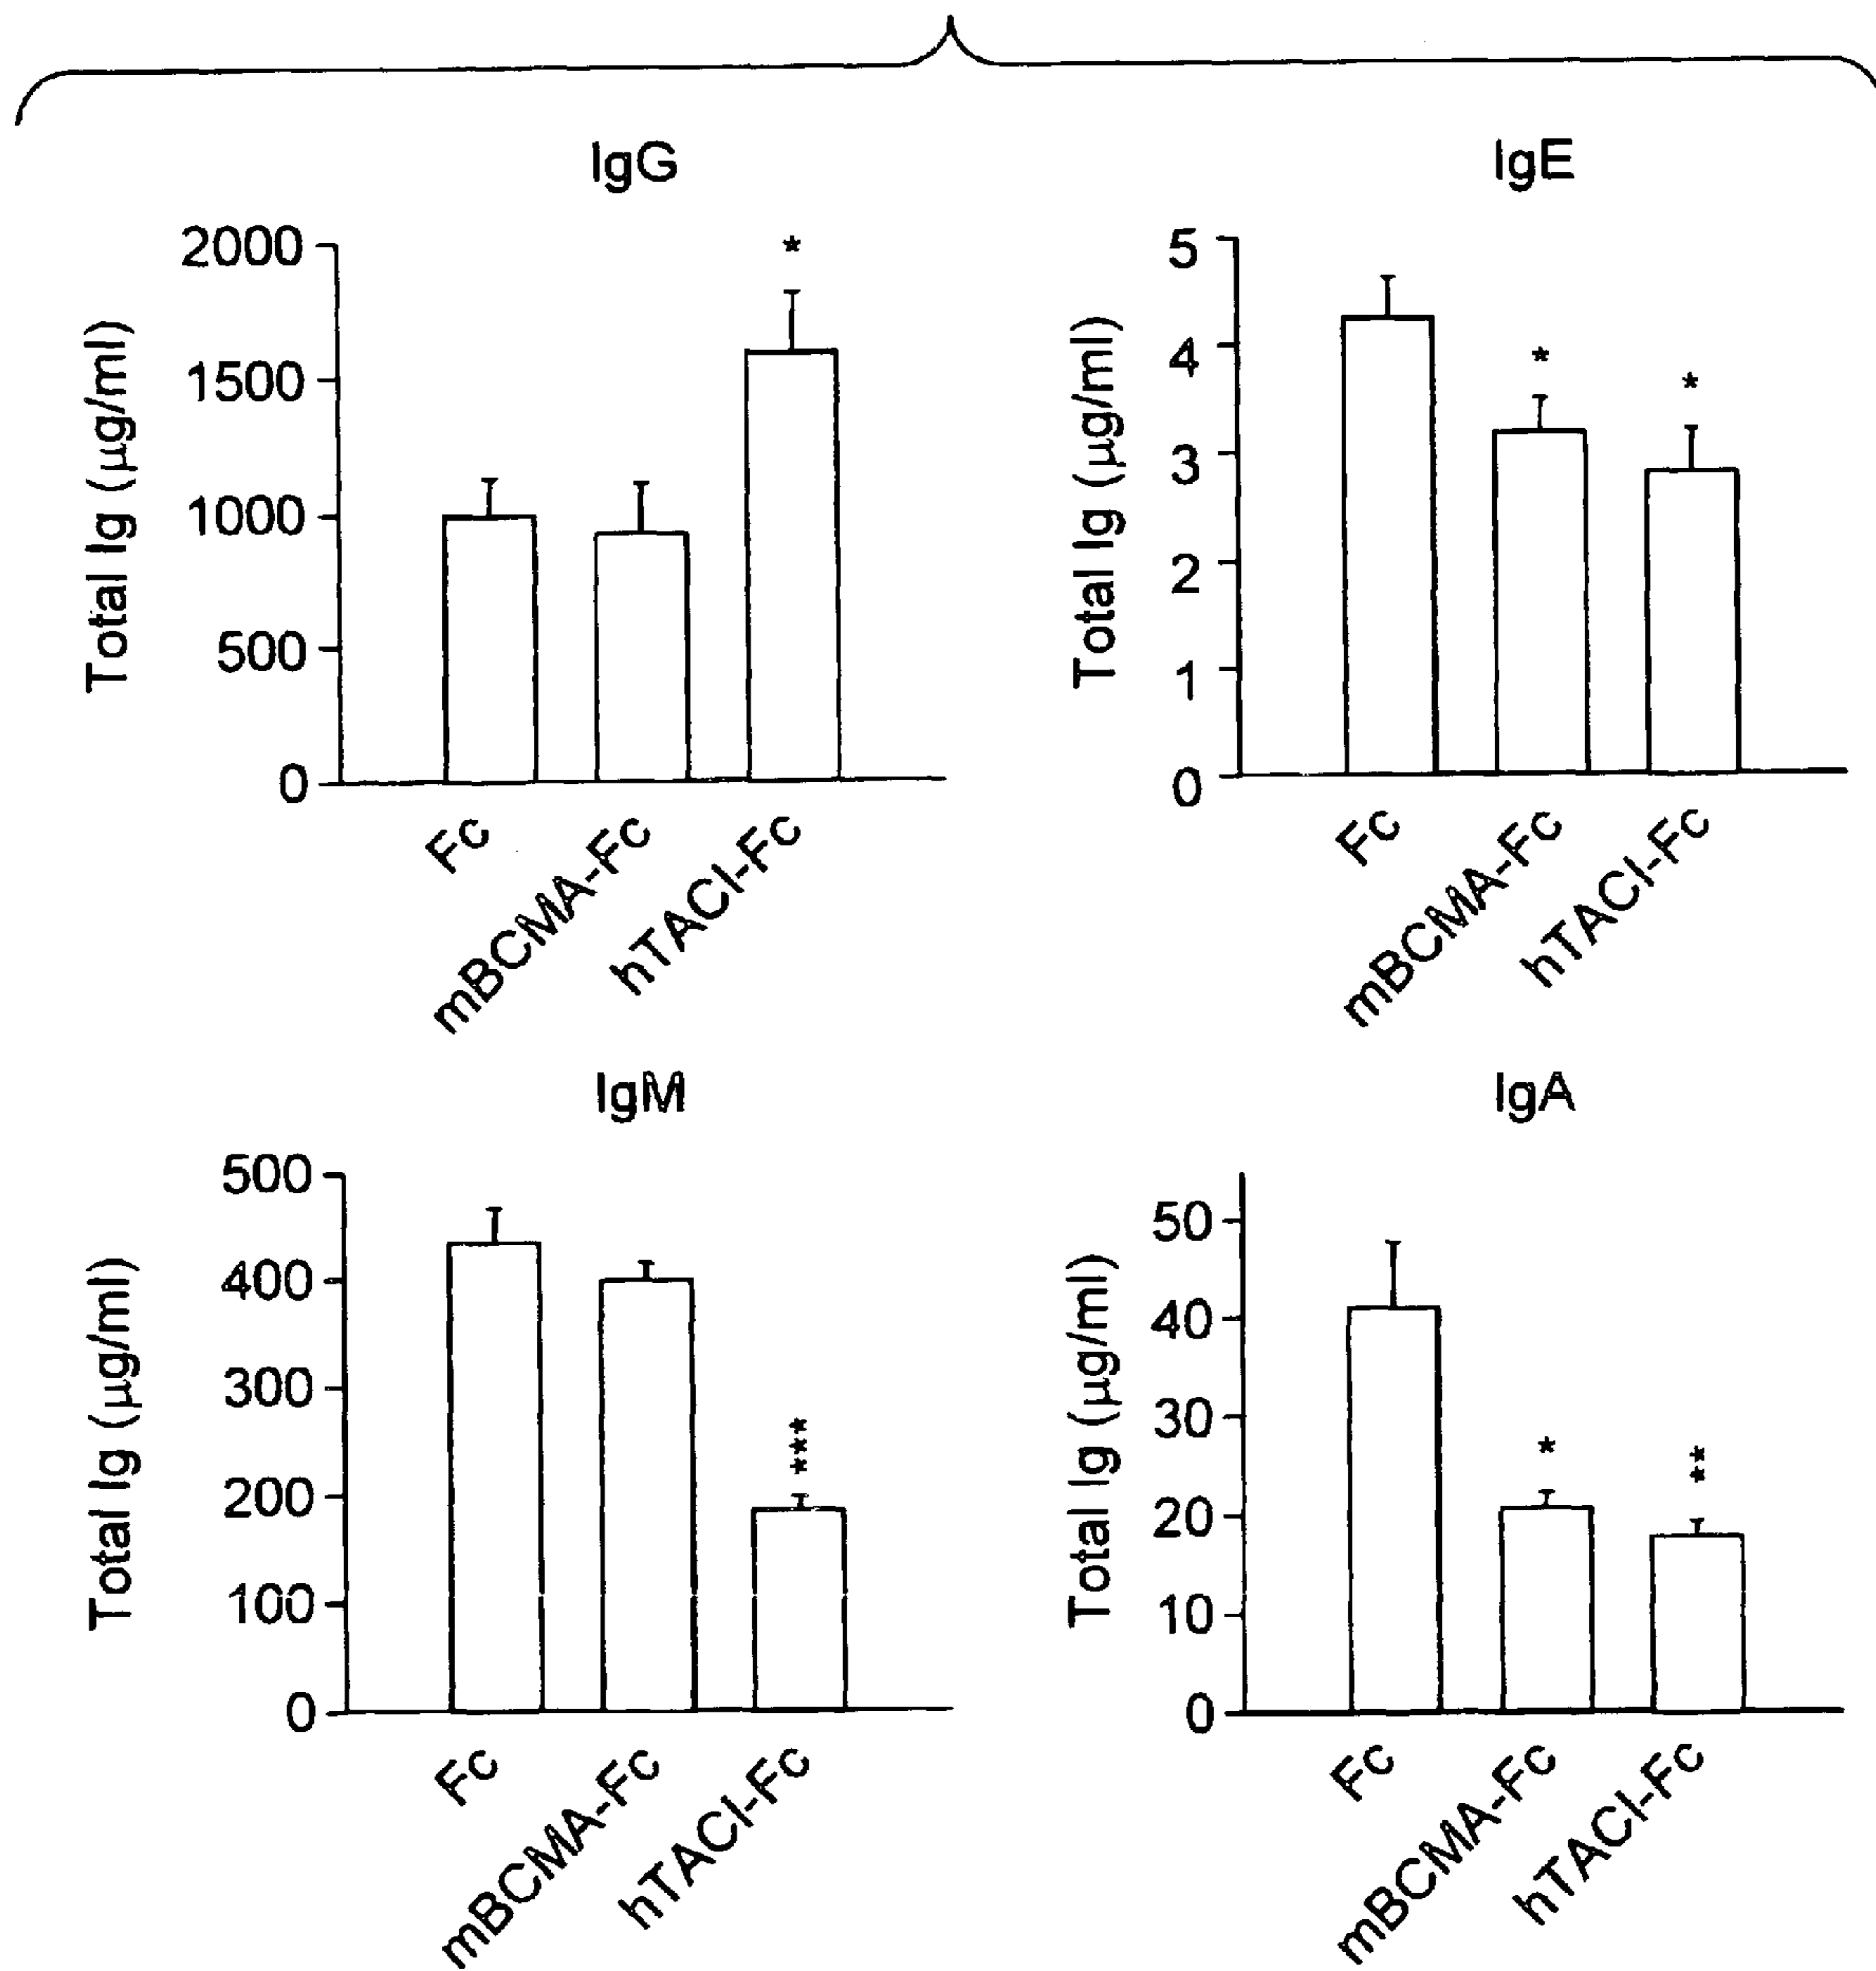 IgG
Total Ig (µg/ml)
2000
1500
1000
500
0
*
Fc
mBCMA-Fc
hTACI-Fc
IgE
Total Ig (µg/ml)
5
4
3
2
1
0
*
*
Fc
mBCMA-Fc
hTACI-Fc
IgM
Total Ig (µg/ml)
500
400
300
200
100
0
***
Fc
mBCMA-Fc
hTACI-Fc
IgA
Total Ig (µg/ml)
50
40
30
20
10
0
*
**
Fc
mBCMA-Fc
hTACI-Fc